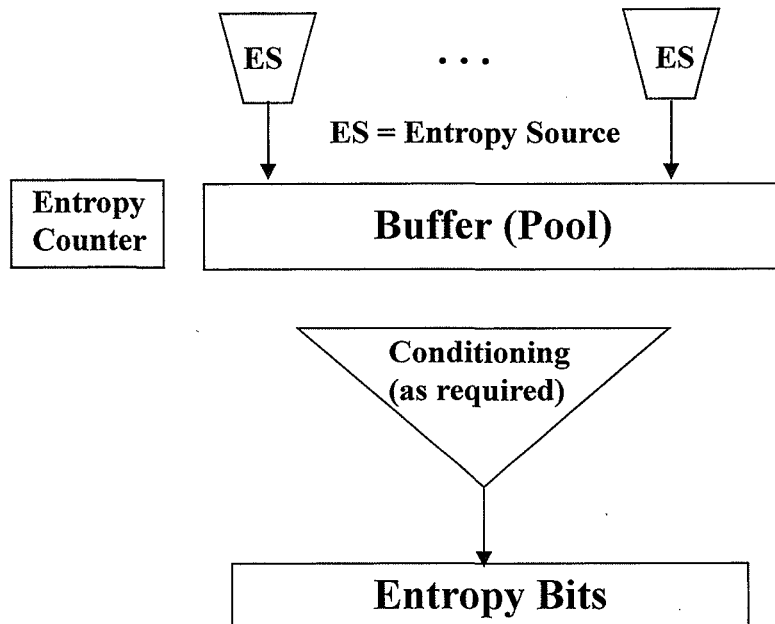 ES
. . .
ES
ES = Entropy Source
Entropy
Counter
Buffer (Pool)
Conditioning
(as required)
Entropy Bits